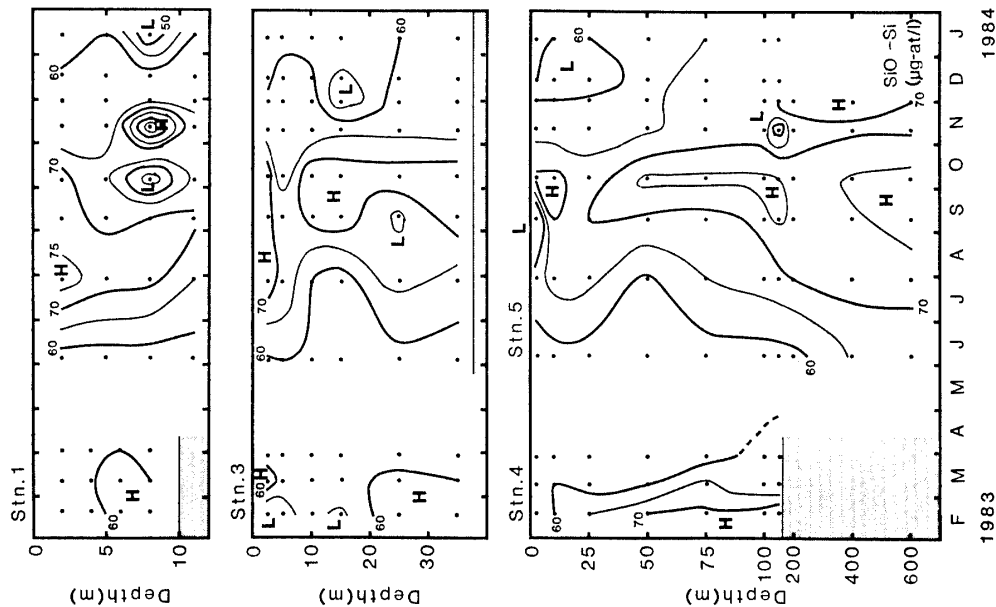 Stn.1
Depth(m)
0
5
10
60
H
60
70
H
75
70
L
H
60
L
50
Stn.3
Depth(m)
0
10
20
30
L
60
H
L
H
60
70
H
H
L
L
60
Stn.4
Stn.5
Depth(m)
0
25
50
75
100
200
400
600
60
70
H
60
L
H
H
H
70
L
L
60
H
70
SiO -Si
(μg-at/l)
F M A M J J A S O N D J
1983
1984